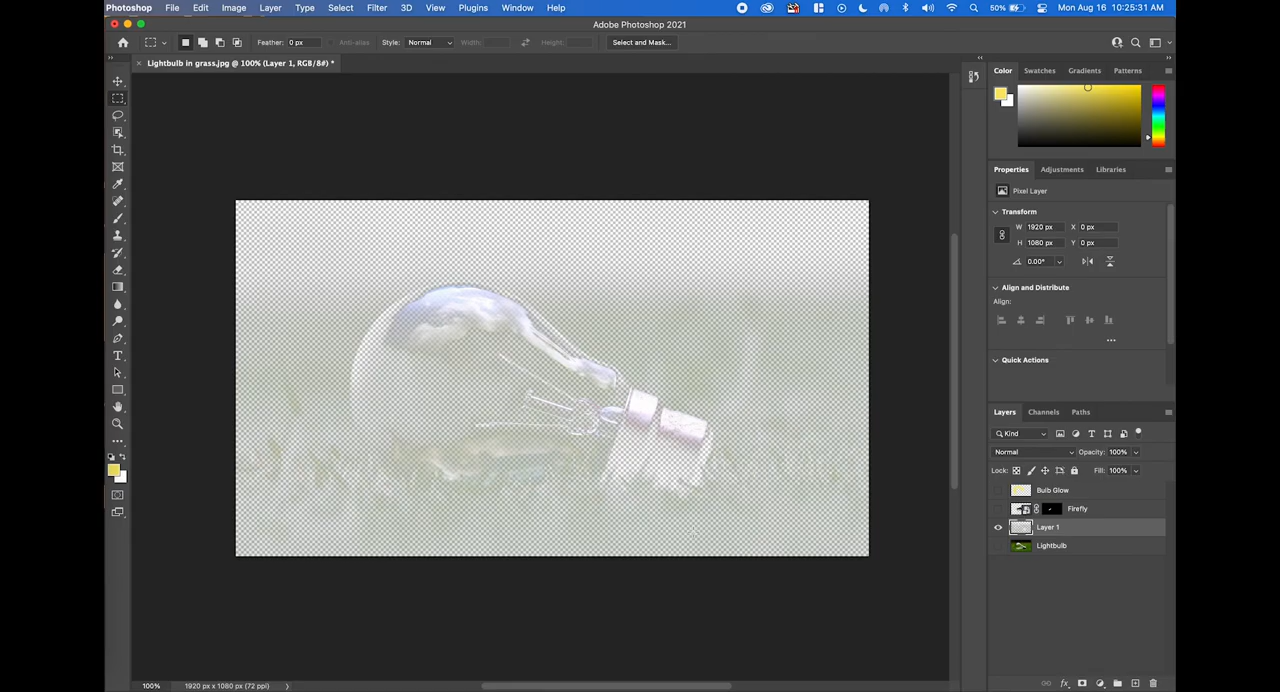 Photoshop File Edit Image Layer Type Select Filter 3D View Plugins Window Help 50% Mon Aug 16 10:25:31 AM
Adobe Photoshop 2021
Feather: 0 px Anti-alias Style: Normal Width: Height: Select and Mask...
Lightbulb in grass.jpg @ 100% (Layer 1, RGB/8#) *
Color Swatches Gradients Patterns
Properties Adjustments Libraries
Pixel Layer
Transform
W 1920 px X 0 px
H 1080 px Y 0 px
0.00°
Align and Distribute
Align:
Quick Actions
Layers Channels Paths
Kind
Normal Opacity: 100%
Lock: Fill: 100%
Bulb Glow
Firefly
Layer 1
Lightbulb
100% 1920 px x 1080 px (72 ppi)